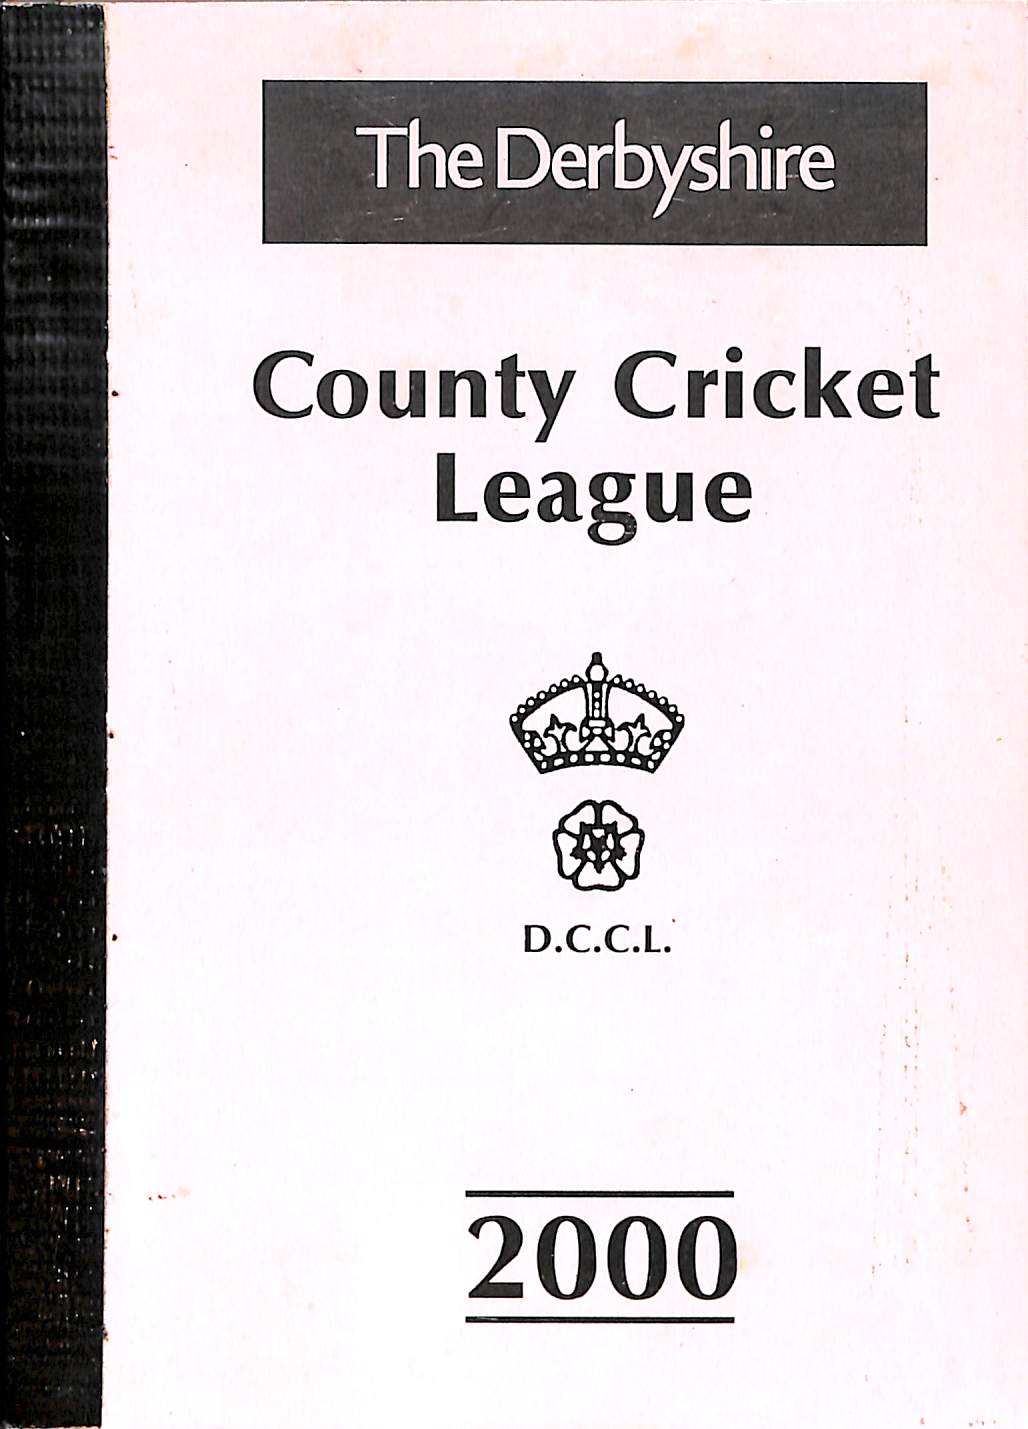 The Derbyshire
County Cricket
League
D.C.C.L.
2000